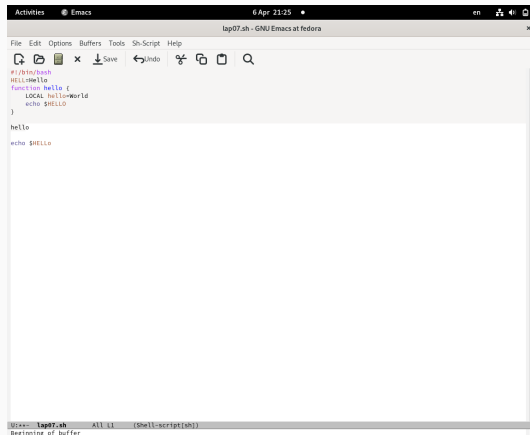 Activities Emacs 6 Apr 21:25 en
lap07.sh - GNU Emacs at fedora
File Edit Options Buffers Tools Sh-Script Help
Save Undo
#!/bin/bash
HELL=Hello
function hello {
    LOCAL hello=World
    echo $HELLO
}
hello
echo $HELLo
U:**- lap07.sh All L1 (Shell-script[sh])
Beginning of buffer